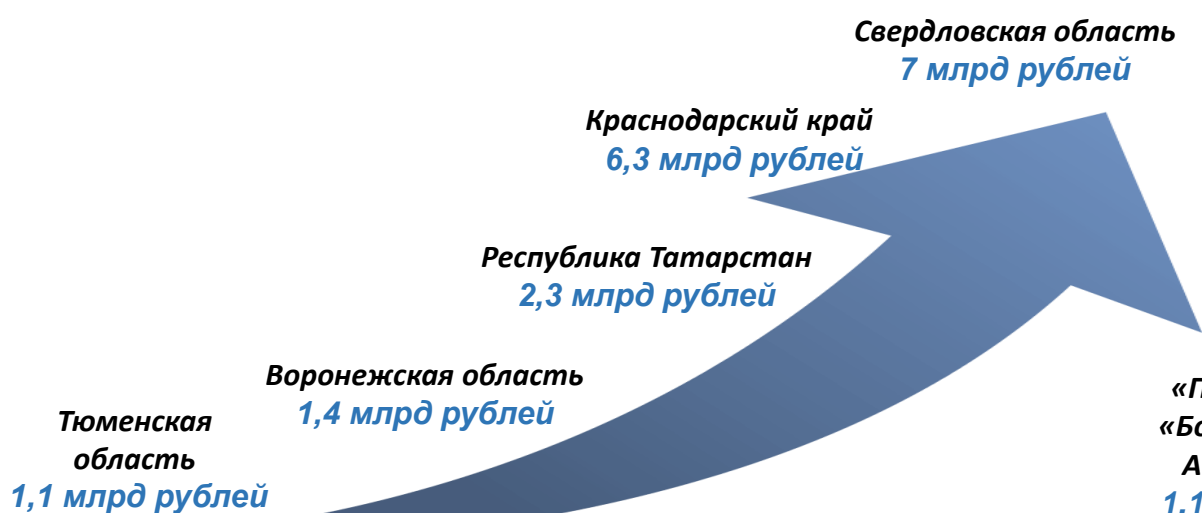 Свердловская область
7 млрд рублей
Краснодарский край
6,3 млрд рублей
Республика Татарстан
2,3 млрд рублей
Воронежская область
1,4 млрд рублей
Тюменская
область
1,1 млрд рублей